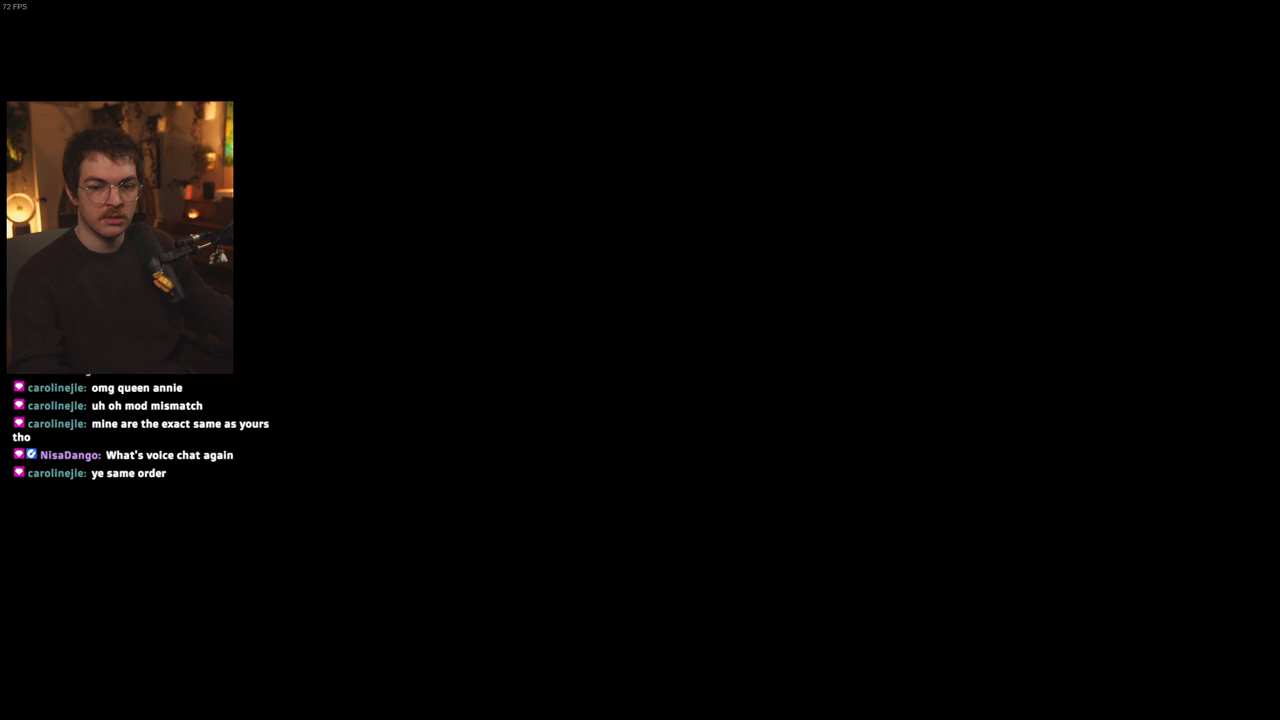 72 FPS
carolinejle: omg queen annie
carolinejle: uh oh mod mismatch
carolinejle: mine are the exact same as yours
tho
NisaDango: What's voice chat again
carolinejle: ye same order